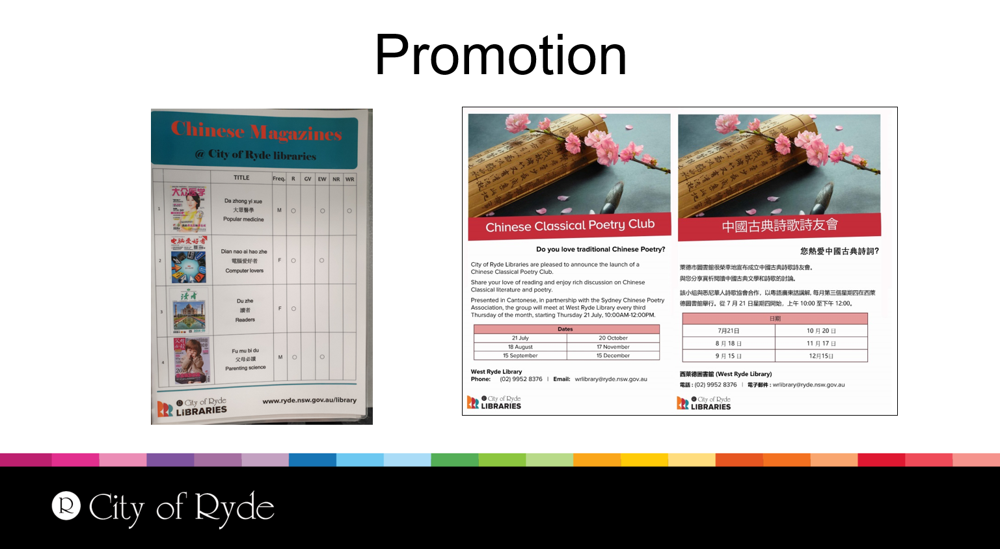 Promotion
Chinese Magazines
@ City of Ryde libraries
TITLE Freq. R GV EW NR WR
大众医学
1
Da zhong yi xue
大眾醫學
Popular medicine
M ○ ○ ○
电脑爱好者
2
Dian nao ai hao zhe
電腦爱好者
Computer lovers
F ○ ○
读者
3
Du zhe
讀者
Readers
F ○
父母必读
4
Fu mu bi du
父母必讀
Parenting science
M ○ ○
City of Ryde
LIBRARIES
www.ryde.nsw.gov.au/library
Chinese Classical Poetry Club
Do you love traditional Chinese Poetry?
City of Ryde Libraries are pleased to announce the launch of a
Chinese Classical Poetry Club.
Share your love of reading and enjoy rich discussion on Chinese
Classical literature and poetry.
Presented in Cantonese, in partnership with the Sydney Chinese Poetry
Association, the group will meet at West Ryde Library every third
Thursday of the month, starting Thursday 21 July, 10:00AM-12:00PM.
Dates
21 July 20 October
18 August 17 November
15 September 15 December
West Ryde Library
Phone: (02) 9952 8376 | Email: wrlibrary@ryde.nsw.gov.au
City of Ryde
LIBRARIES
中國古典詩歌詩友會
您熱愛中國古典詩詞?
萊德市圖書館很榮幸地宣布成立中國古典詩歌詩友會。
與您分享賞析閱讀中國古典文學和詩歌的討論。
該小組與悉尼華人詩歌協會合作，以粵語廣東話講解, 每月第三個星期四在西萊
德圖書館舉行。從 7 月 21 日星期四開始，上午 10:00 至下午 12:00。
日期
7月21日 10 月 20 日
8 月 18 日 11 月 17 日
9 月 15 日 12月15日
西萊德圖書館 (West Ryde Library)
電話 : (02) 9952 8376 | 電子郵件 : wrlibrary@ryde.nsw.gov.au
City of Ryde
LIBRARIES
R City of Ryde